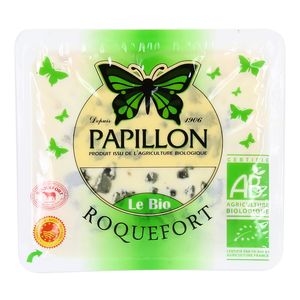 Depuis 1906
PAPILLON
PRODUIT ISSU DE L'AGRICULTURE BIOLOGIQUE
Le Bio
ROQUEFORT
CERTIFIÉ
AB
AGRICULTURE
BIOLOGIQUE